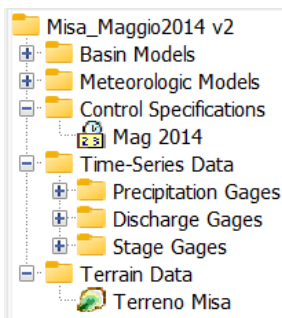 Misa_Maggio2014 v2
Basin Models
Meteorologic Models
Control Specifications
Mag 2014
Time-Series Data
Precipitation Gages
Discharge Gages
Stage Gages
Terrain Data
Terreno Misa